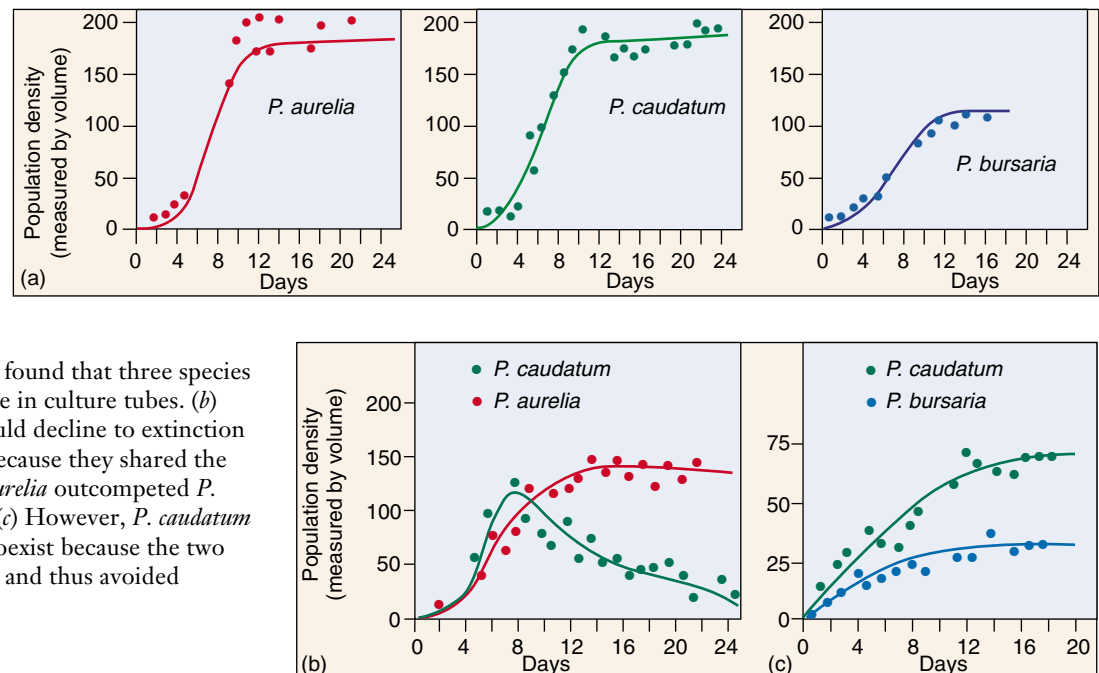 Population density
(measured by volume)
200
150
100
50
0
P. aurelia
0 4 8 12 16 20 24
Days
(a)
200
150
100
50
0
P. caudatum
0 4 8 12 16 20 24
Days
200
150
100
50
0
P. bursaria
0 4 8 12 16 20 24
Days
found that three species
e in culture tubes. (b)
uld decline to extinction
ecause they shared the
urelia outcompeted P.
(c) However, P. caudatum
oexist because the two
and thus avoided
Population density
(measured by volume)
P. caudatum
P. aurelia
200
150
100
50
0
0 4 8 12 16 20 24
Days
(b)
P. caudatum
P. bursaria
75
50
25
0
0 4 8 12 16 20
Days
(c)